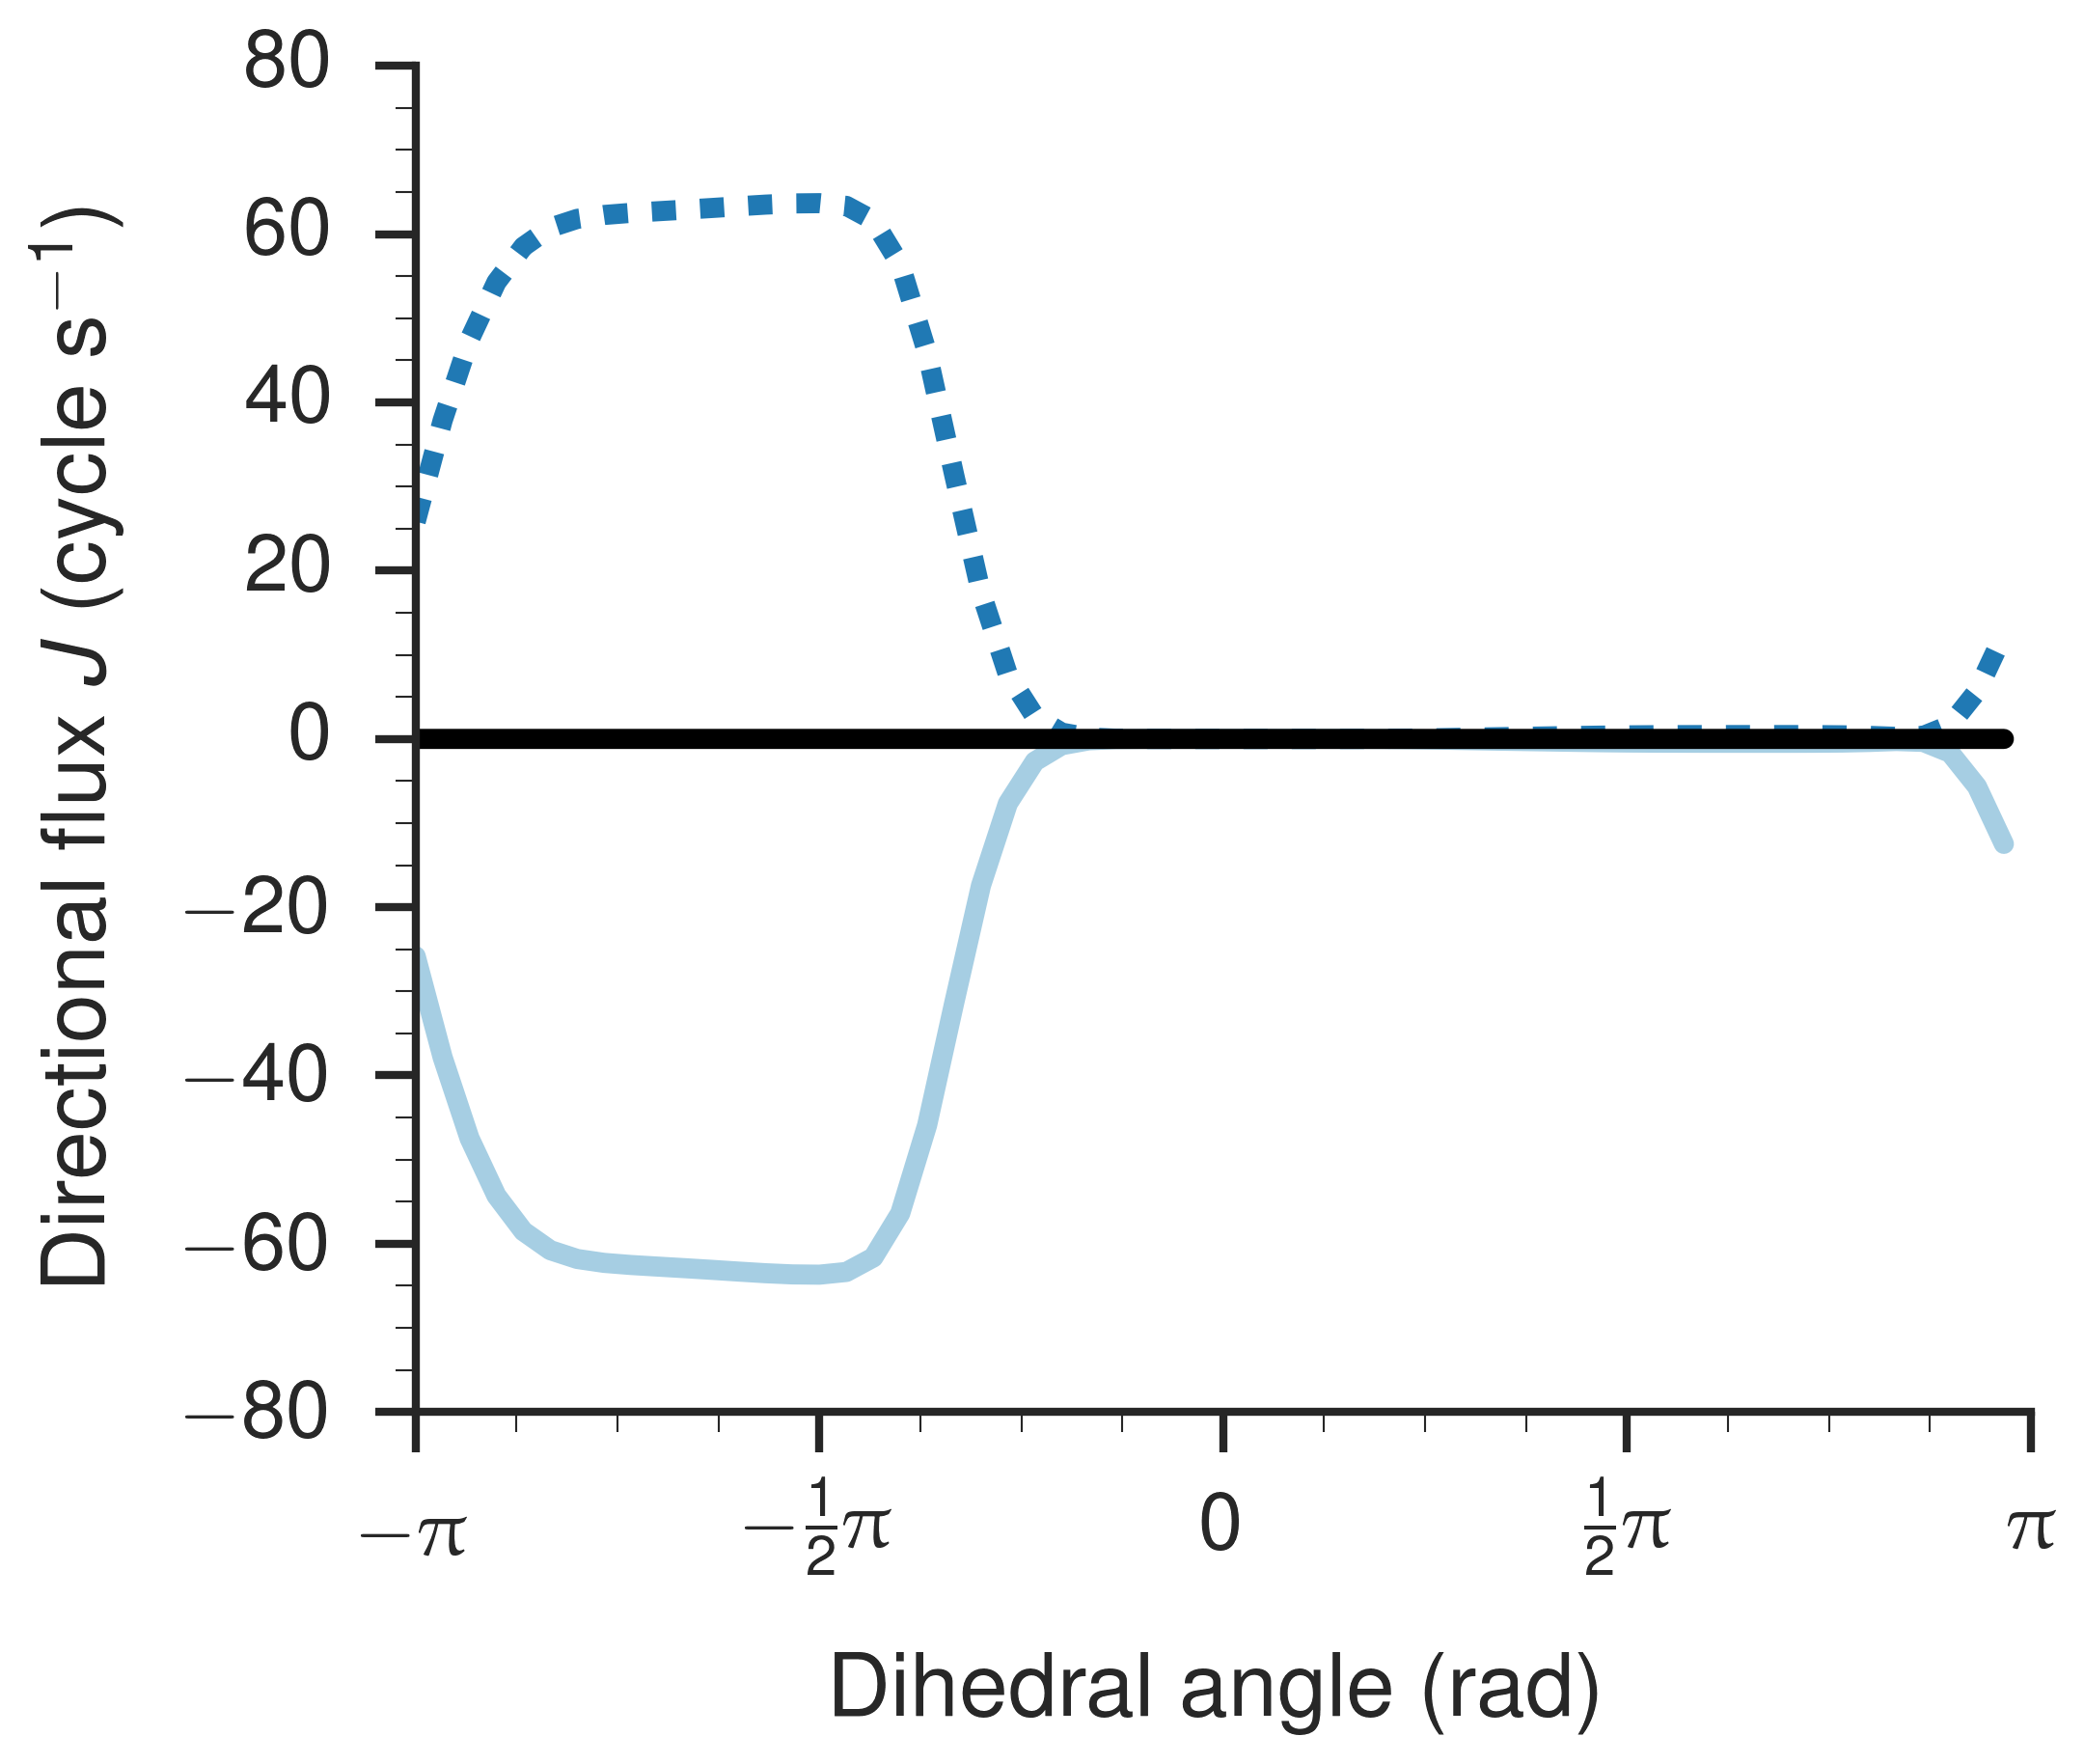 Directional flux J (cycle s⁻¹)
80
60
40
20
0
−20
−40
−60
−80
−π
−½π
0
½π
π
Dihedral angle (rad)